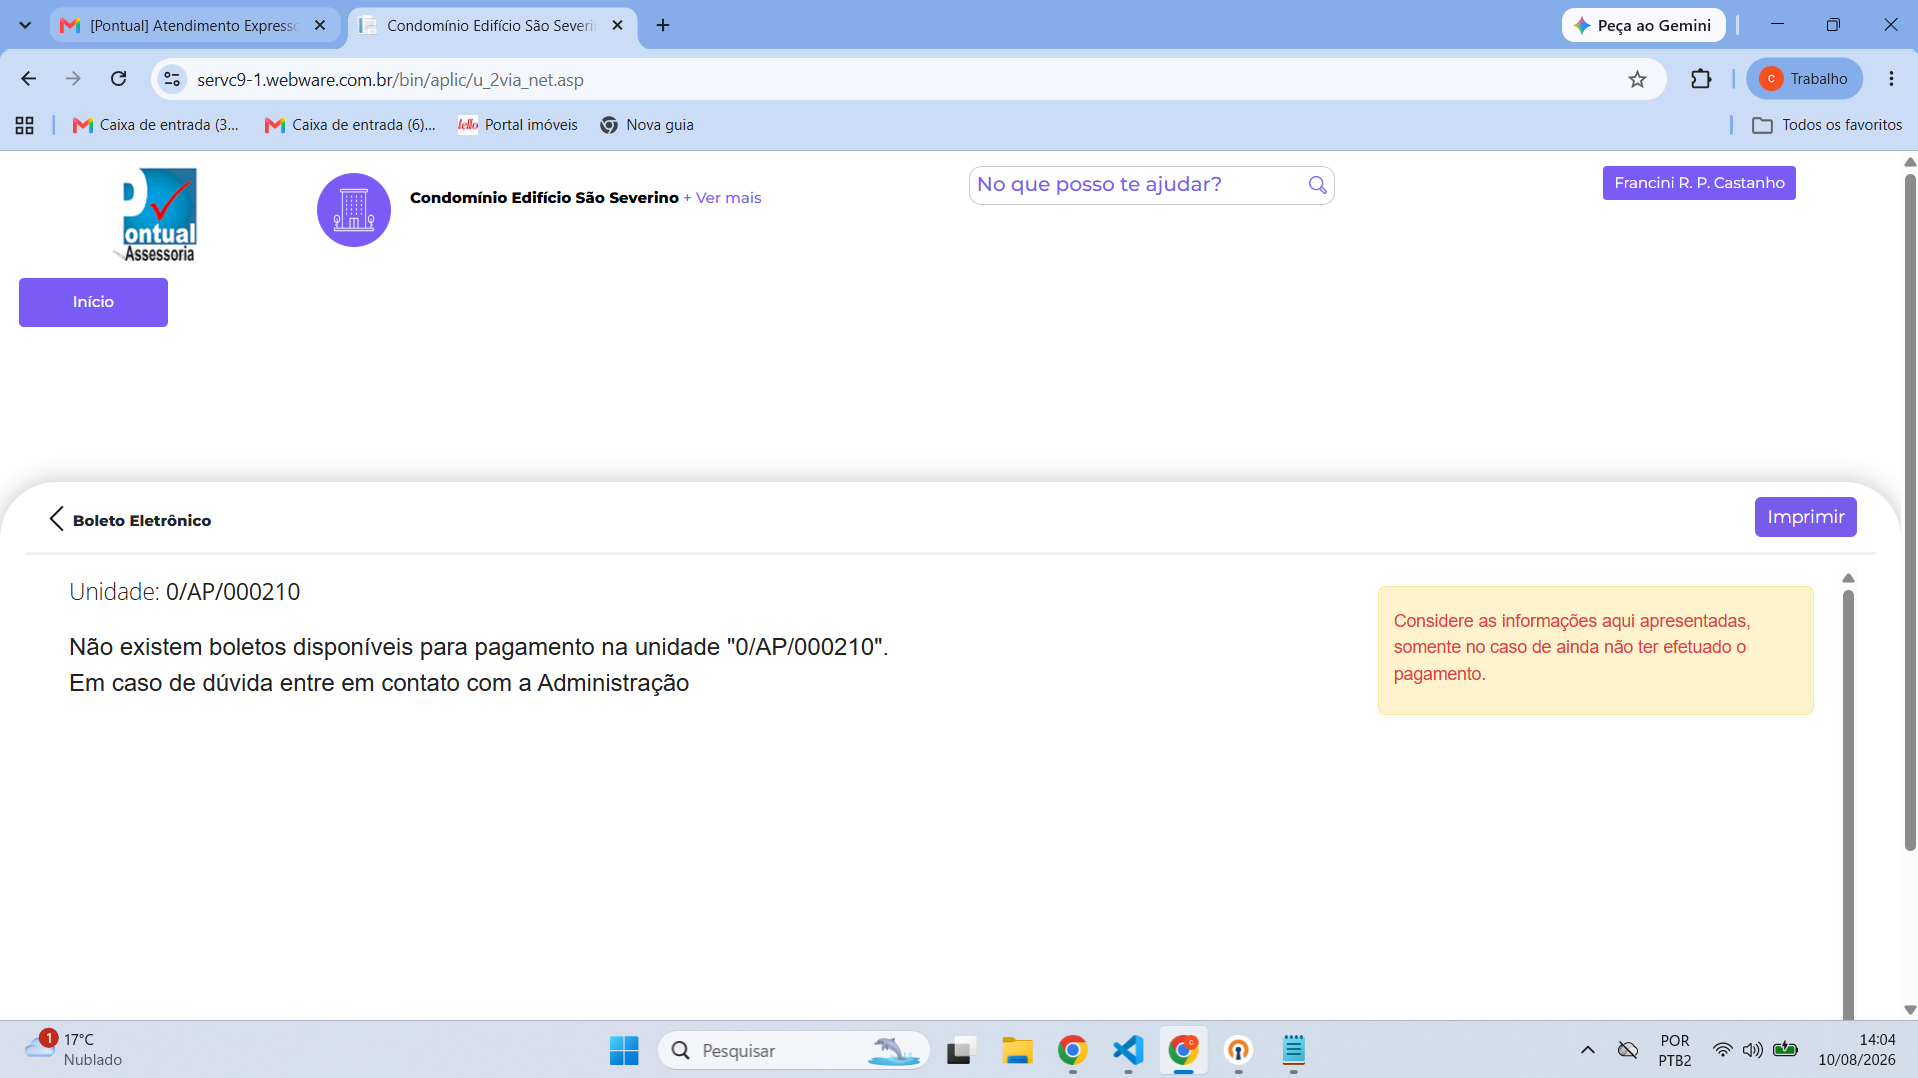 [Pontual] Atendimento Expresso
Condomínio Edifício São Severi
Peça ao Gemini
servc9-1.webware.com.br/bin/aplic/u_2via_net.asp
c
Trabalho
Caixa de entrada (3...
Caixa de entrada (6)...
lello
Portal imóveis
Nova guia
Todos os favoritos
Pontual
Assessoria
Condomínio Edifício São Severino + Ver mais
No que posso te ajudar?
Francini R. P. Castanho
Início
Boleto Eletrônico
Imprimir
Unidade: 0/AP/000210
Não existem boletos disponíveis para pagamento na unidade "0/AP/000210".
Em caso de dúvida entre em contato com a Administração
Considere as informações aqui apresentadas,
somente no caso de ainda não ter efetuado o
pagamento.
1
17°C
Nublado
Pesquisar
POR
PTB2
14:04
10/08/2026